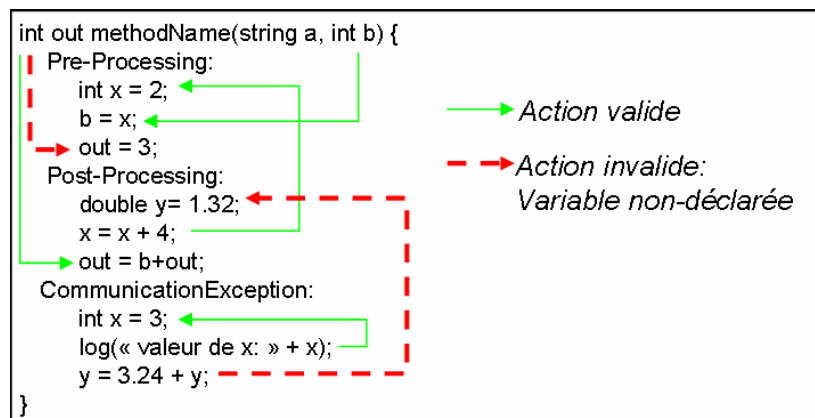 int out methodName(string a, int b) {
Pre-Processing:
int x = 2;
b = x;
out = 3;
Post-Processing:
double y= 1.32;
x = x + 4;
out = b+out;
CommunicationException:
int x = 3;
log(« valeur de x: » + x);
y = 3.24 + y;
}
Action valide
Action invalide:
Variable non-déclarée